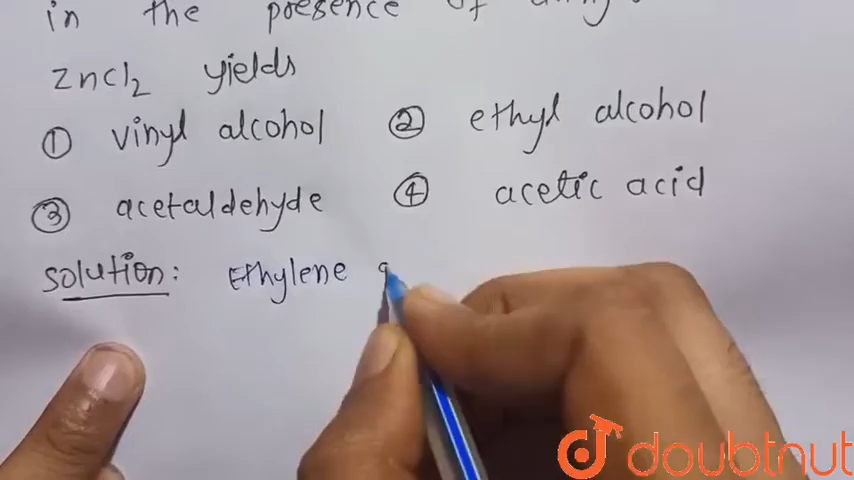 in the presence of
ZnCl2 yields
① vinyl alcohol ② ethyl alcohol
③ acetaldehyde ④ acetic acid
solution: Ethylene
doubtnut